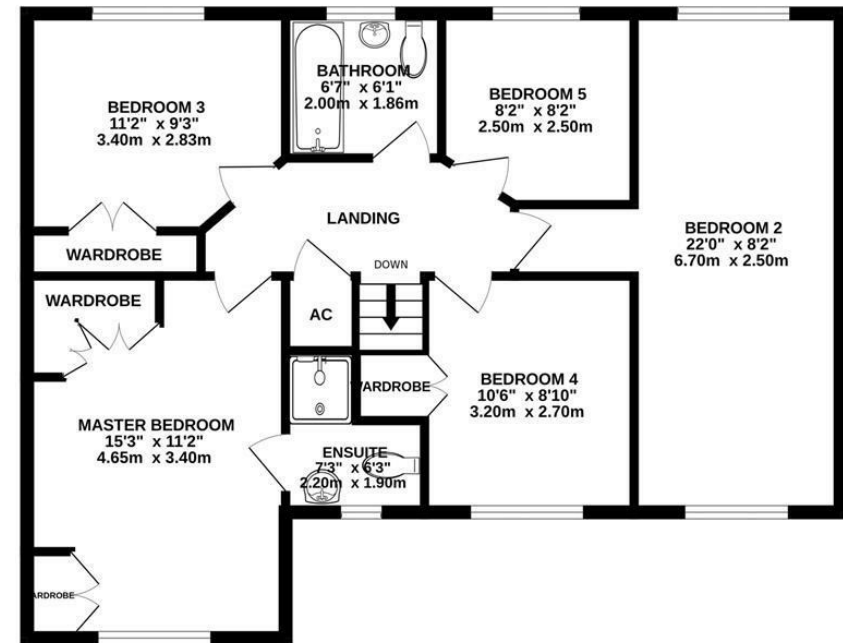 BEDROOM 3
11'2" x 9'3"
3.40m x 2.83m
BATHROOM
6'7" x 6'1"
2.00m x 1.86m
BEDROOM 5
8'2" x 8'2"
2.50m x 2.50m
BEDROOM 2
22'0" x 8'2"
6.70m x 2.50m
LANDING
WARDROBE
DOWN
WARDROBE
AC
WARDROBE
BEDROOM 4
10'6" x 8'10"
3.20m x 2.70m
MASTER BEDROOM
15'3" x 11'2"
4.65m x 3.40m
ENSUITE
7'3" x 6'3"
2.20m x 1.90m
WARDROBE